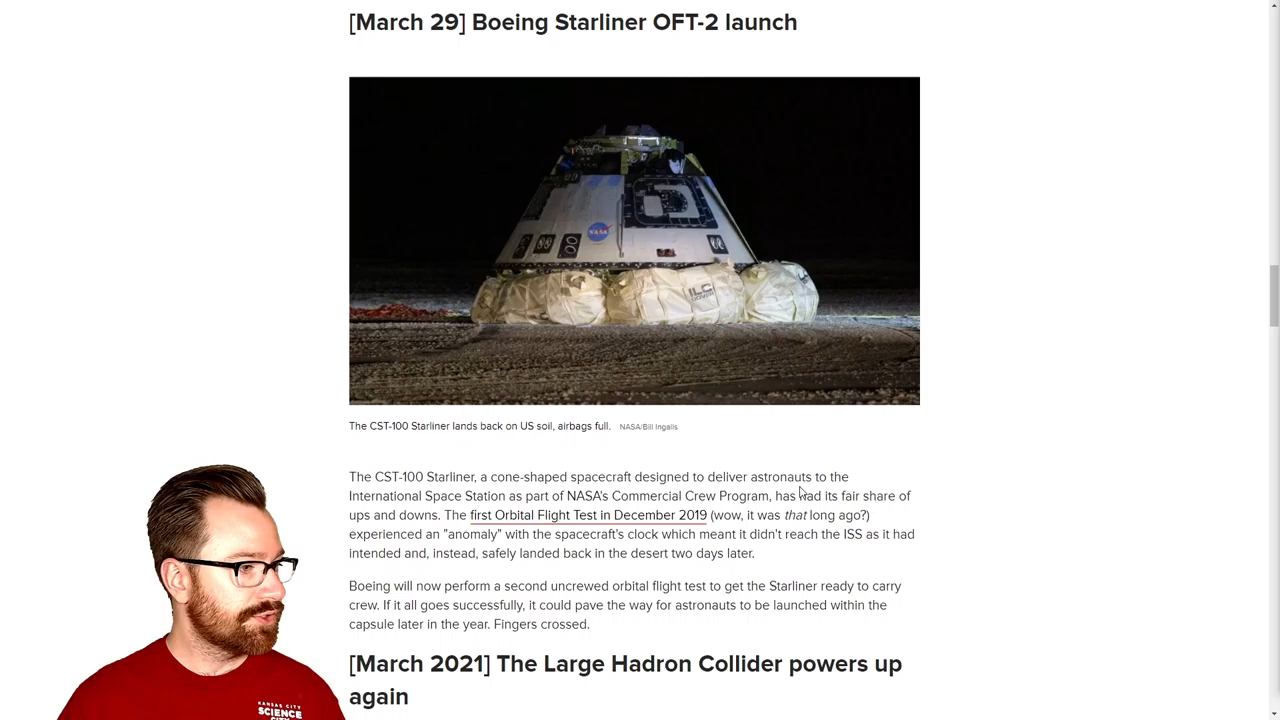 [March 29] Boeing Starliner OFT-2 launch
NASA
ILC
DOVER
The CST-100 Starliner lands back on US soil, airbags full. NASA/Bill Ingalls
The CST-100 Starliner, a cone-shaped spacecraft designed to deliver astronauts to the
International Space Station as part of NASA's Commercial Crew Program, has had its fair share of
ups and downs. The first Orbital Flight Test in December 2019 (wow, it was that long ago?)
experienced an "anomaly" with the spacecraft's clock which meant it didn't reach the ISS as it had
intended and, instead, safely landed back in the desert two days later.
Boeing will now perform a second uncrewed orbital flight test to get the Starliner ready to carry
crew. If it all goes successfully, it could pave the way for astronauts to be launched within the
capsule later in the year. Fingers crossed.
[March 2021] The Large Hadron Collider powers up
again
KANSAS CITY
SCIENCE